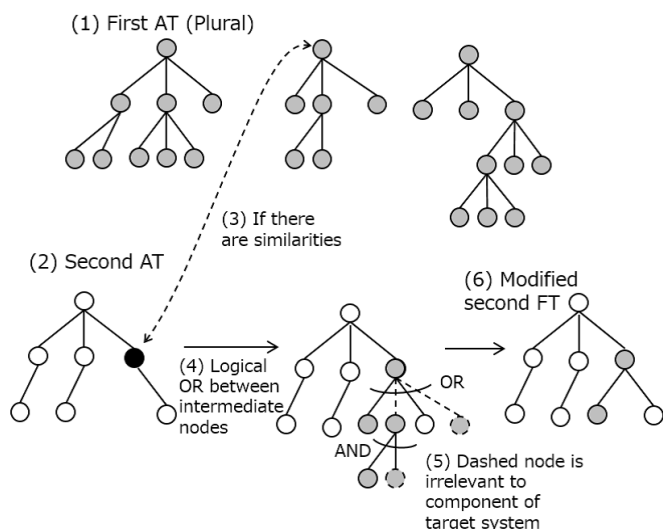 (1) First AT (Plural)
(3) If there
are similarities
(2) Second AT
(6) Modified
second FT
(4) Logical
OR between
intermediate
nodes
OR
AND
(5) Dashed node is
irrelevant to
component of
target system